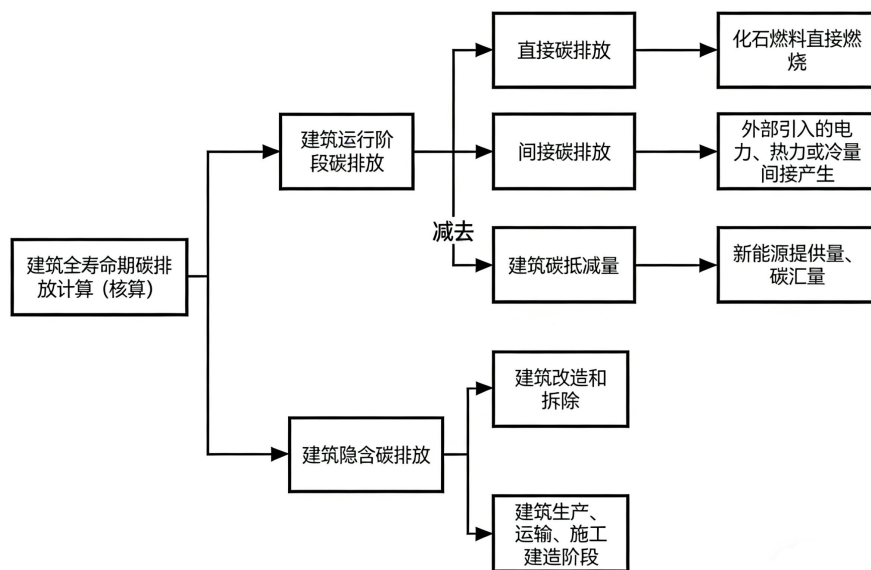 直接碳排放
化石燃料直接燃
烧
建筑运行阶
段碳排放
间接碳排放
外部引入的电
力、热力或冷量
间接产生
减去
建筑碳抵减量
新能源提供量、
碳汇量
建筑全寿命期碳排
放计算（核算）
建筑改造和
拆除
建筑隐含碳排放
建筑生产、
运输、施工
建造阶段